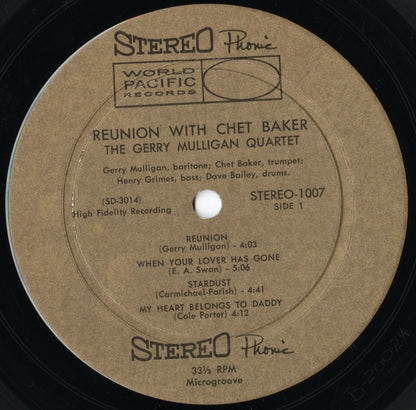 STEREO Phonic
WORLD
PACIFIC
RECORDS
REUNION WITH CHET BAKER
THE GERRY MULLIGAN QUARTET
Gerry Mulligan, baritone; Chet Baker, trumpet;
Henry Grimes, bass; Dave Bailey, drums.
(SD-3014)
High Fidelity Recording
STEREO-1007
SIDE 1
REUNION
(Gerry Mulligan) - 4:03
WHEN YOUR LOVER HAS GONE
(E. A. Swan) - 5:06
STARDUST
(Carmichael-Parish) - 4:41
MY HEART BELONGS TO DADDY
(Cole Porter) 4:12
STEREO Phonic
33⅓ RPM
Microgroove